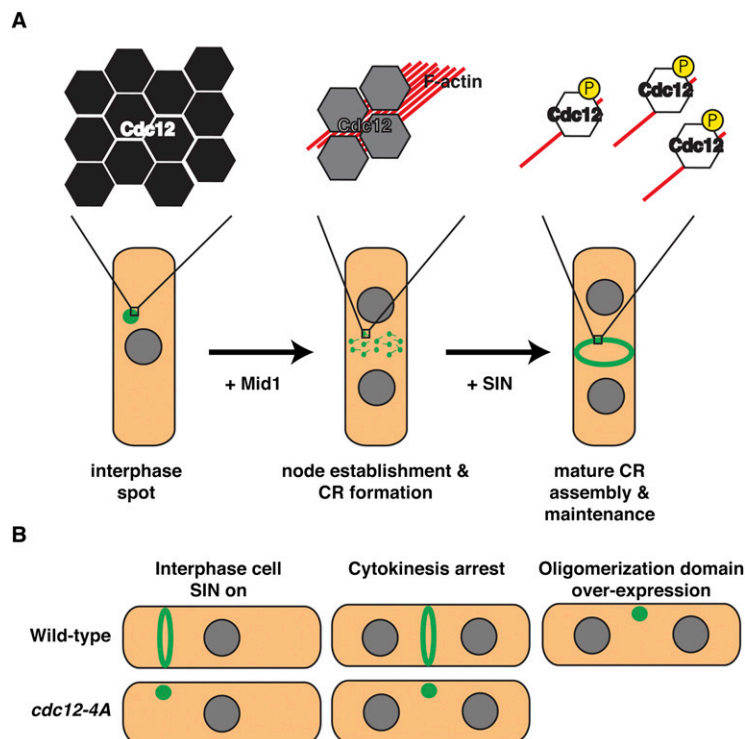 A
Cdc12
F-actin
Cdc12
P
Cdc12
P
Cdc12
P
Cdc12
+ Mid1
+ SIN
interphase
spot
node establishment &
CR formation
mature CR
assembly &
maintenance
B
Interphase cell
SIN on
Cytokinesis arrest
Oligomerization domain
over-expression
Wild-type
cdc12-4A